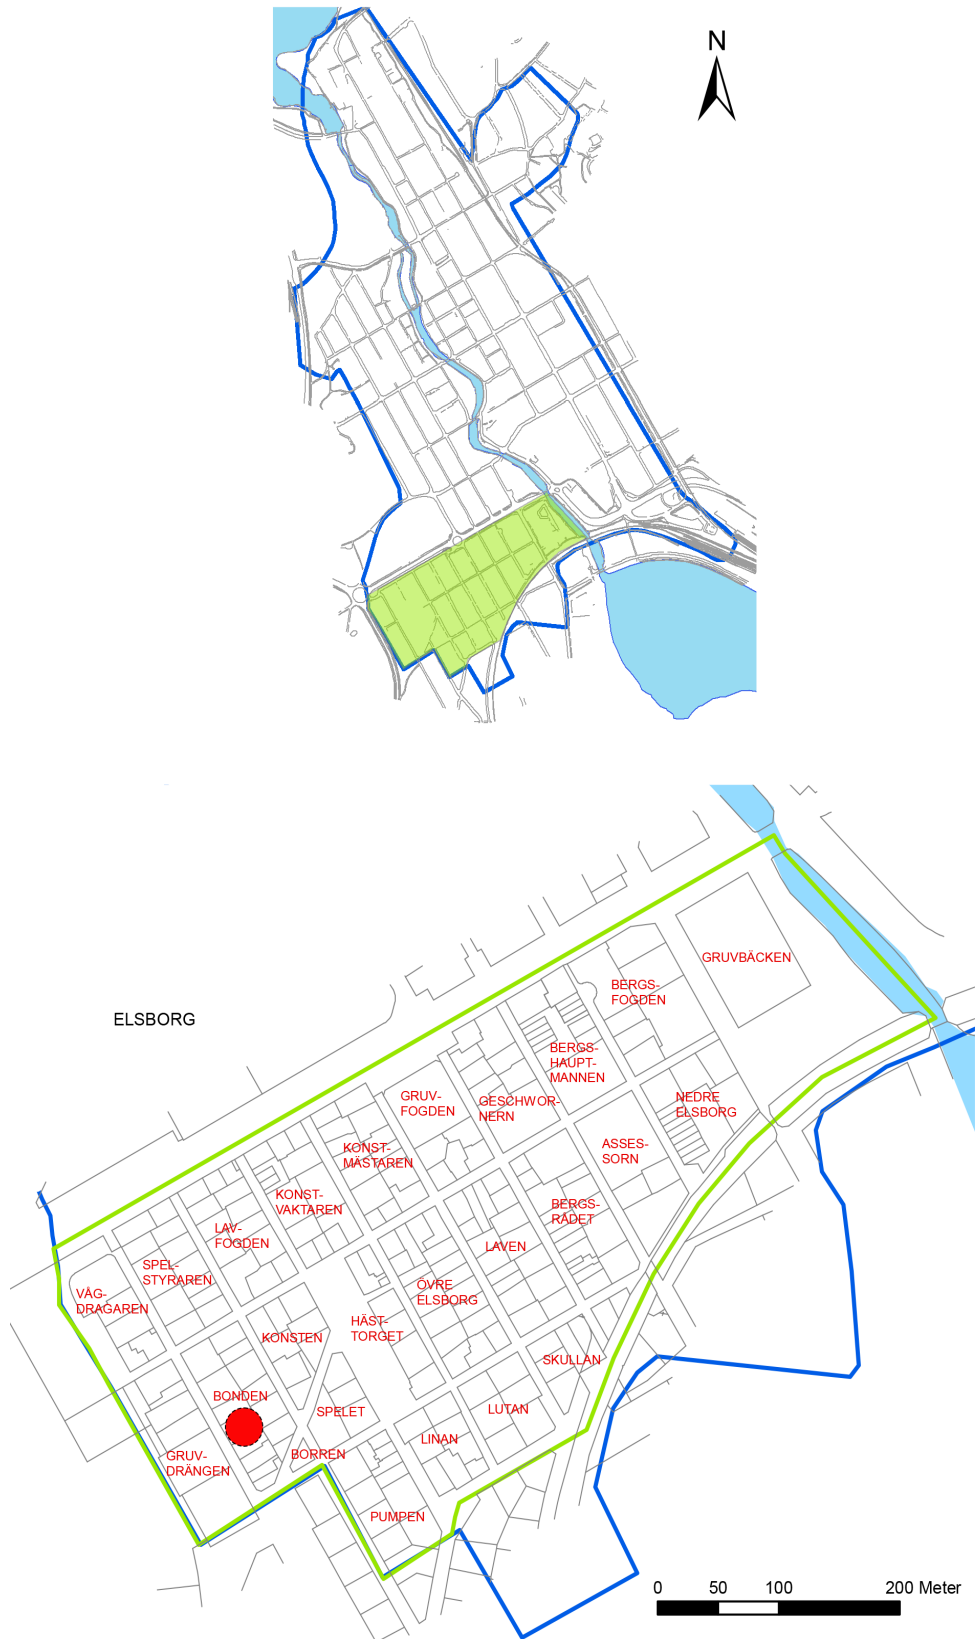 N
ELSBORG
GRUVBÄCKEN
BERGS-
FOGDEN
BERGS-
HAUPT-
MANNEN
NEDRE
ELSBORG
GRUV-
FOGDEN
GESCHWOR-
NERN
ASSES-
SORN
KONST-
MÄSTAREN
KONST-
VAKTAREN
BERGS-
RÅDET
LAV-
FOGDEN
LAVEN
SPEL-
STYRAREN
ÖVRE
ELSBORG
VÅG-
DRAGAREN
HÄST-
TORGET
KONSTEN
SKULLAN
BONDEN
SPELET
LUTAN
LINAN
GRUV-
DRÄNGEN
BORREN
PUMPEN
0 50 100 200 Meter